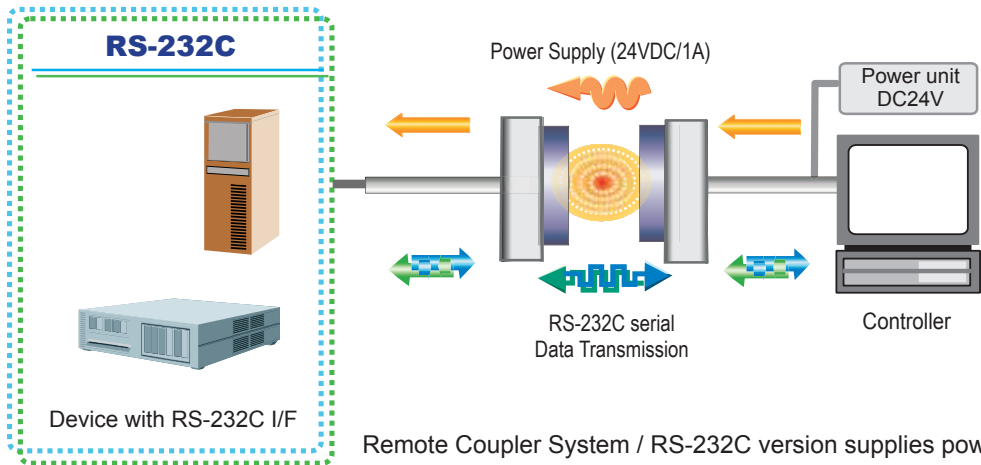 RS-232C
Power Supply (24VDC/1A)
Power unit
DC24V
RS-232C serial
Data Transmission
Controller
Device with RS-232C I/F
Remote Coupler System / RS-232C version supplies